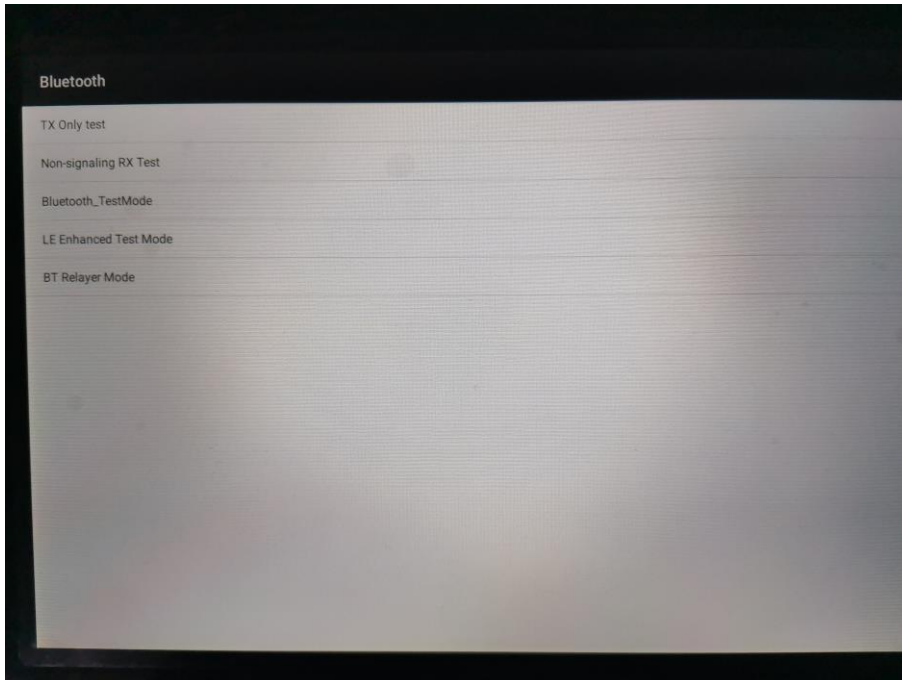 Bluetooth
TX Only test
Non-signaling RX Test
Bluetooth_TestMode
LE Enhanced Test Mode
BT Relayer Mode